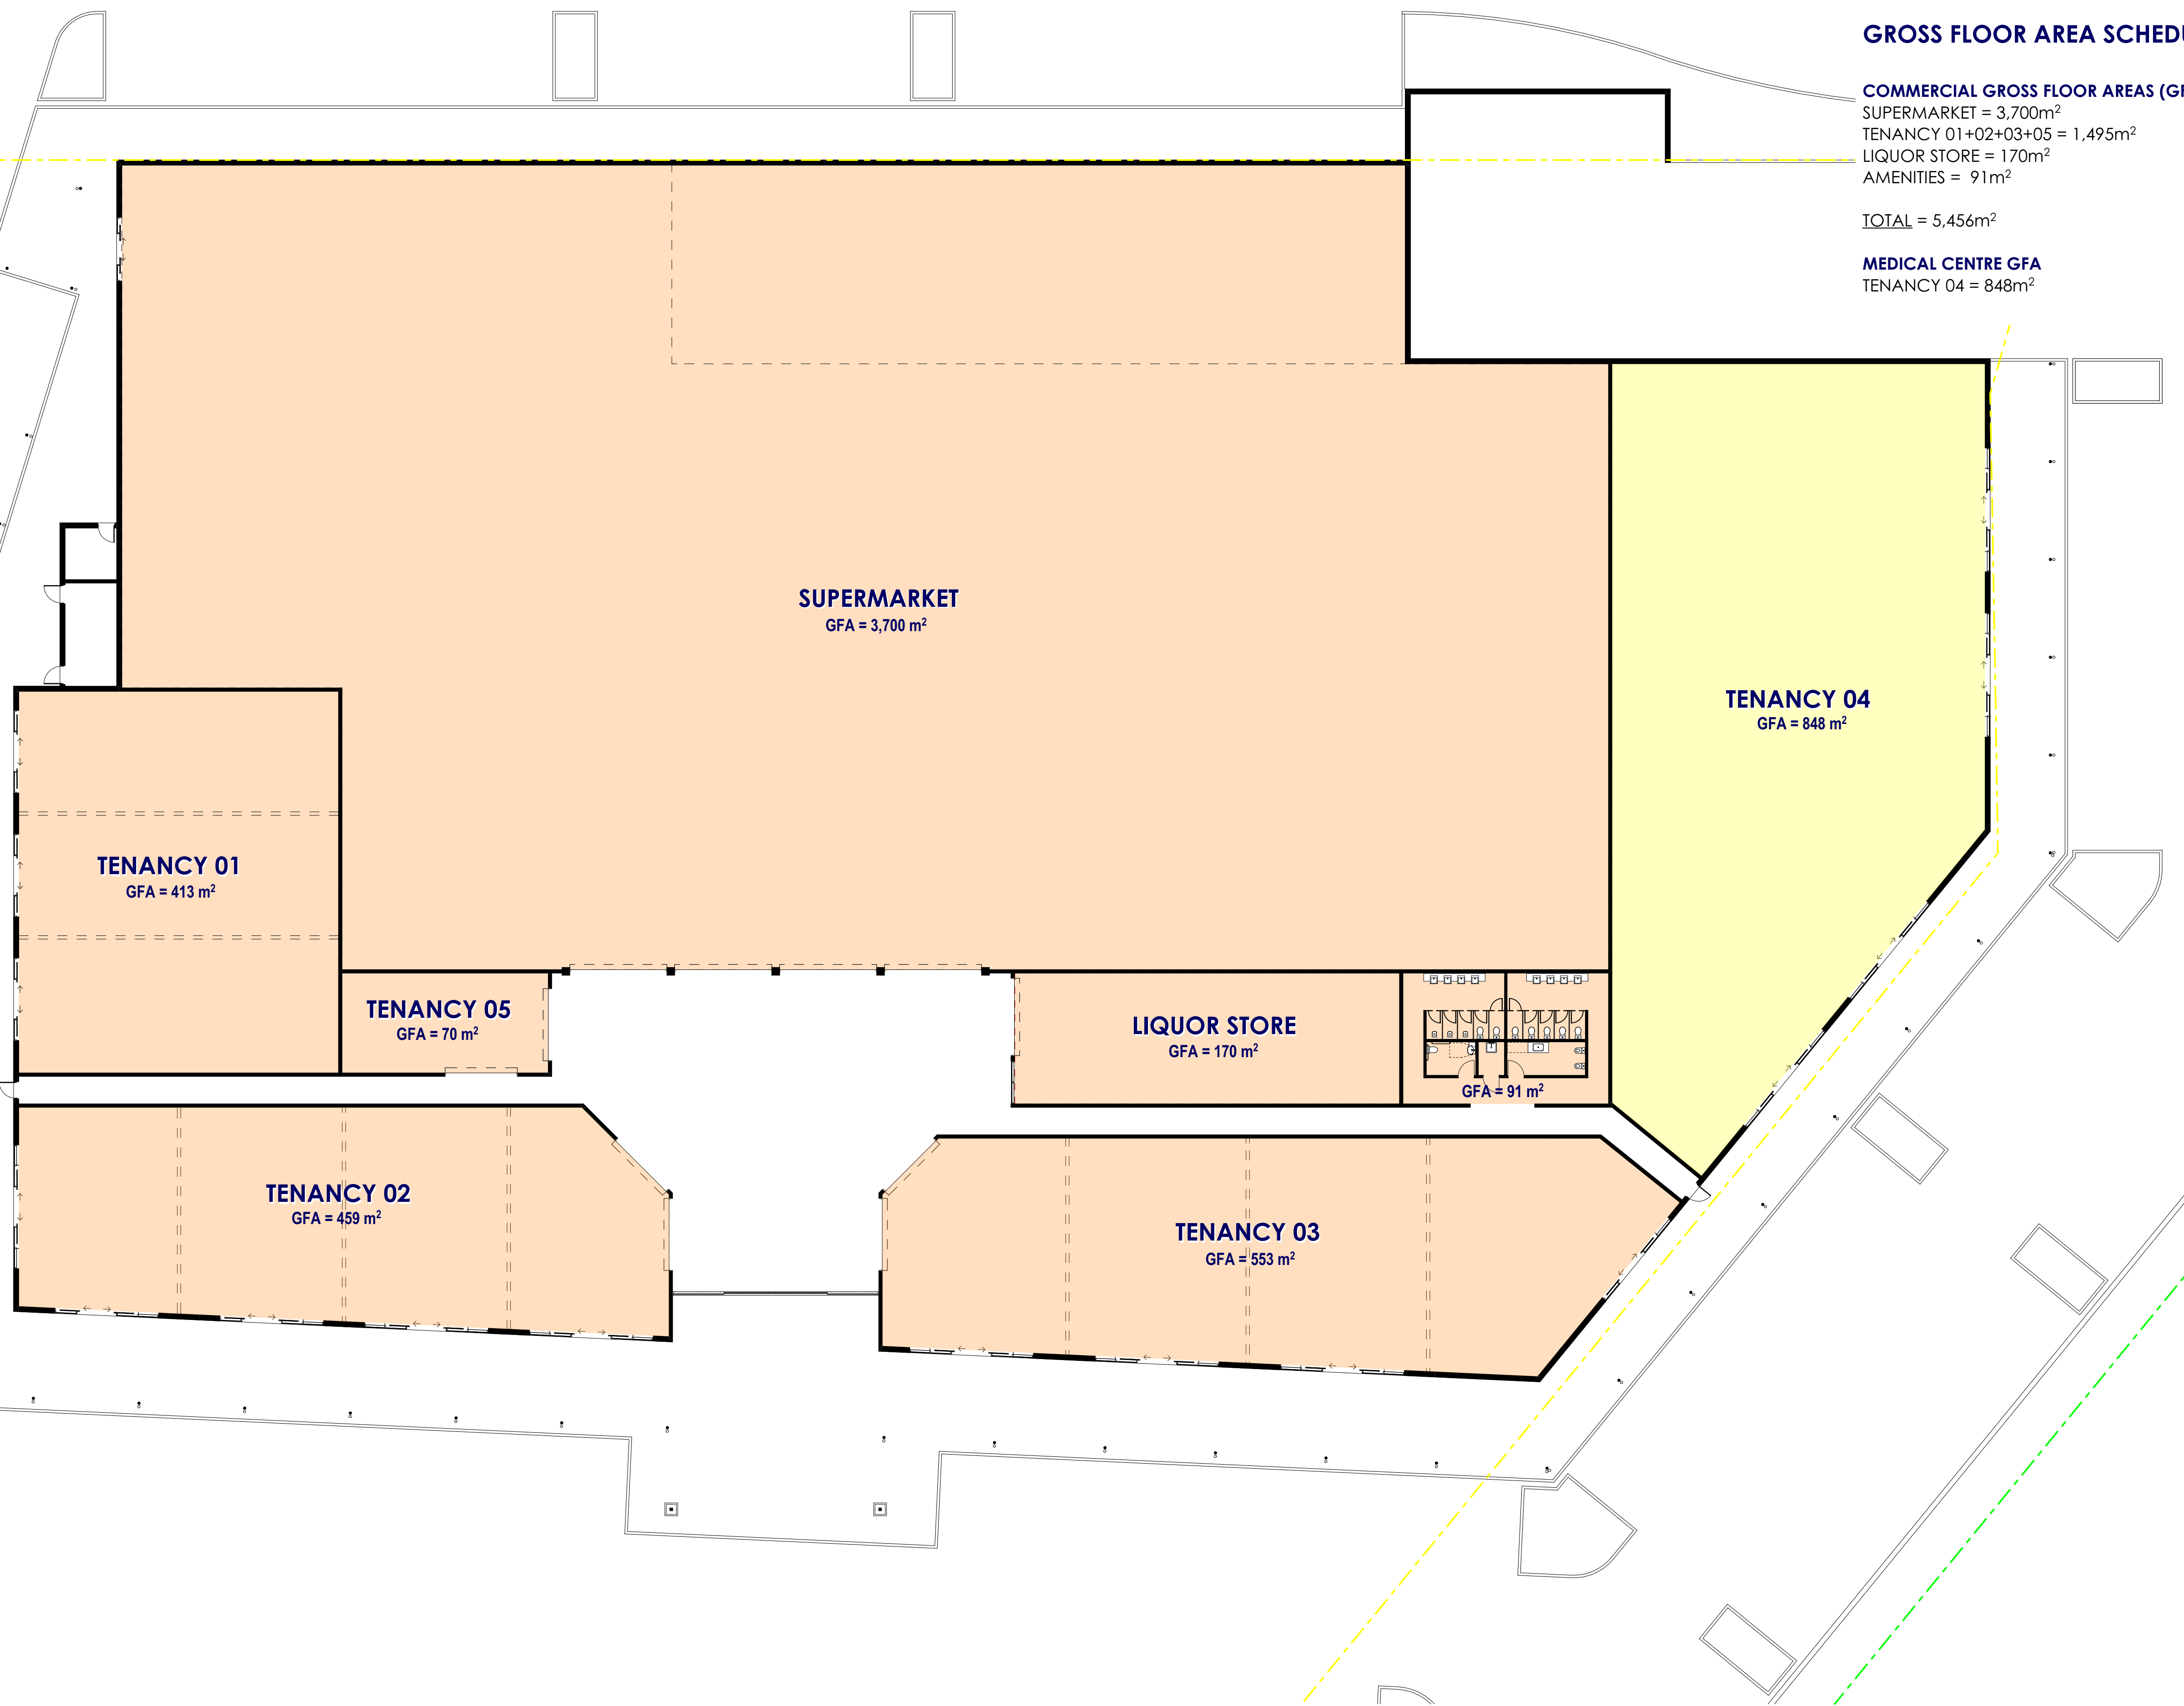 GROSS FLOOR AREA
COMMERCIAL GROSS FLOOR AREAS
SUPERMARKET = 3,700m²
TENANCY 01+02+03+05 = 1,495m²
LIQUOR STORE = 170m²
AMENITIES = 91m²
TOTAL = 5,456m²
MEDICAL CENTRE GFA
TENANCY 04 = 848m²
SUPERMARKET
GFA = 3,700 m²
TENANCY 04
GFA = 848 m²
TENANCY 01
GFA = 413 m²
TENANCY 05
GFA = 70 m²
LIQUOR STORE
GFA = 170 m²
GFA = 91 m²
TENANCY 02
GFA = 459 m²
TENANCY 03
GFA = 553 m²